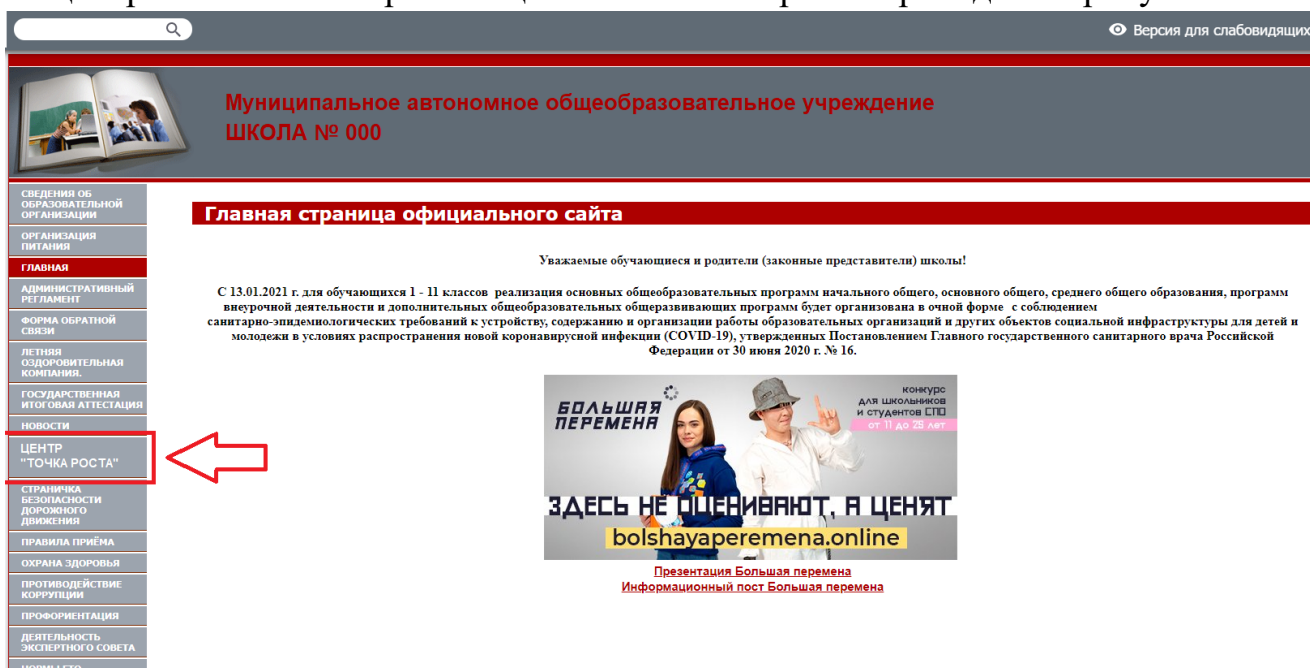 Версия для слабовидящих
Муниципальное автономное общеобразовательное учреждение
ШКОЛА № 000
СВЕДЕНИЯ ОБ
ОБРАЗОВАТЕЛЬНОЙ
ОРГАНИЗАЦИИ
ОРГАНИЗАЦИЯ
ПИТАНИЯ
ГЛАВНАЯ
АДМИНИСТРАТИВНЫЙ
РЕГЛАМЕНТ
ФОРМА ОБРАТНОЙ
СВЯЗИ
ЛЕТНЯЯ
ОЗДОРОВИТЕЛЬНАЯ
КОМПАНИЯ.
ГОСУДАРСТВЕННАЯ
ИТОГОВАЯ АТТЕСТАЦИЯ
НОВОСТИ
ЦЕНТР
"ТОЧКА РОСТА"
СТРАНИЧКА
БЕЗОПАСНОСТИ
ДОРОЖНОГО
ДВИЖЕНИЯ
ПРАВИЛА ПРИЁМА
ОХРАНА ЗДОРОВЬЯ
ПРОТИВОДЕЙСТВИЕ
КОРРУПЦИИ
ПРОФОРИЕНТАЦИЯ
ДЕЯТЕЛЬНОСТЬ
ЭКСПЕРТНОГО СОВЕТА
Главная страница официального сайта
Уважаемые обучающиеся и родители (законные представители) школы!
С 13.01.2021 г. для обучающихся 1 - 11 классов реализация основных общеобразовательных программ начального общего, основного общего, среднего общего образования, программ
внеурочной деятельности и дополнительных общеобразовательных общеразвивающих программ будет организована в очной форме с соблюдением
санитарно-эпидемиологических требований к устройству, содержанию и организации работы образовательных организаций и других объектов социальной инфраструктуры для детей и
молодежи в условиях распространения новой коронавирусной инфекции (COVID-19), утвержденных Постановлением Главного государственного санитарного врача Российской
Федерации от 30 июня 2020 г. № 16.
БОЛЬШАЯ
ПЕРЕМЕНА
конкурс
для школьников
и студентов СПО
от 11 до 25 лет
ЗДЕСЬ НЕ ОЦЕНИВАЮТ, А ЦЕНЯТ
bolshayaperemena.online
Презентация Большая перемена
Информационный пост Большая перемена